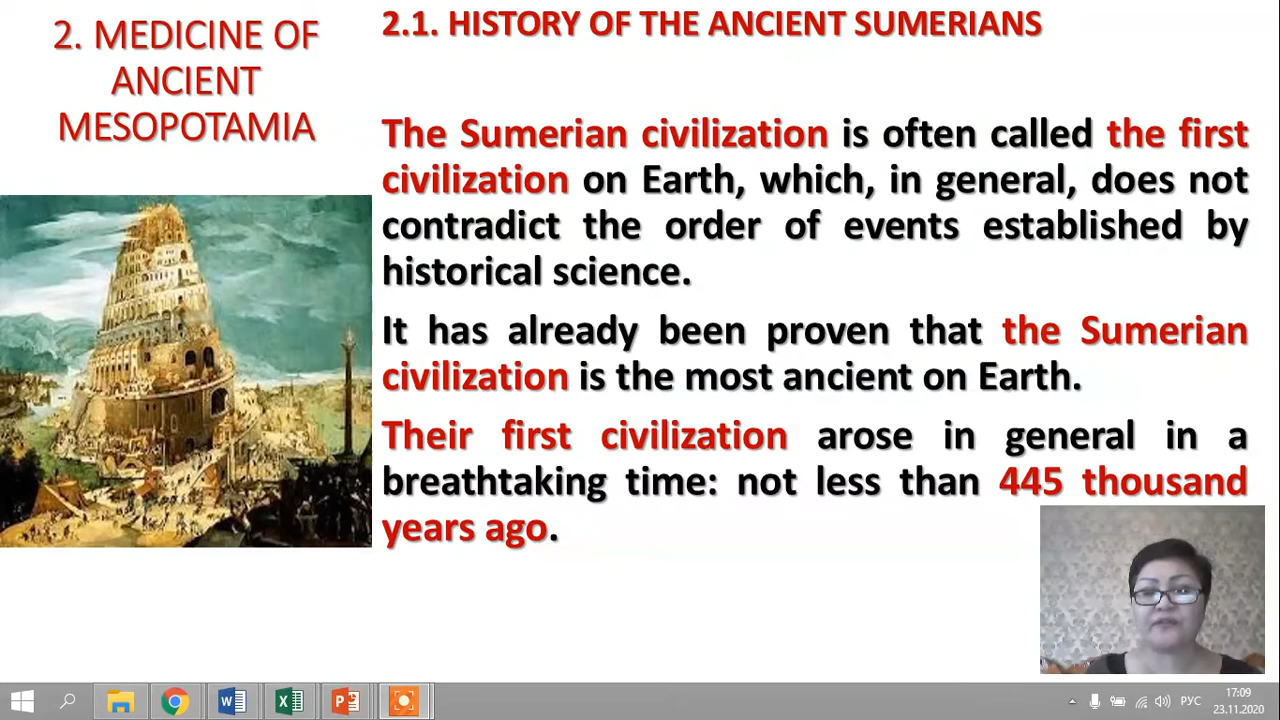 2. MEDICINE OF
ANCIENT
MESOPOTAMIA
2.1. HISTORY OF THE ANCIENT SUMERIANS
The Sumerian civilization is often called the first
civilization on Earth, which, in general, does not
contradict the order of events established by
historical science.
It has already been proven that the Sumerian
civilization is the most ancient on Earth.
Their first civilization arose in general in a
breathtaking time: not less than 445 thousand
years ago.
РУС
17:09
23.11.2020